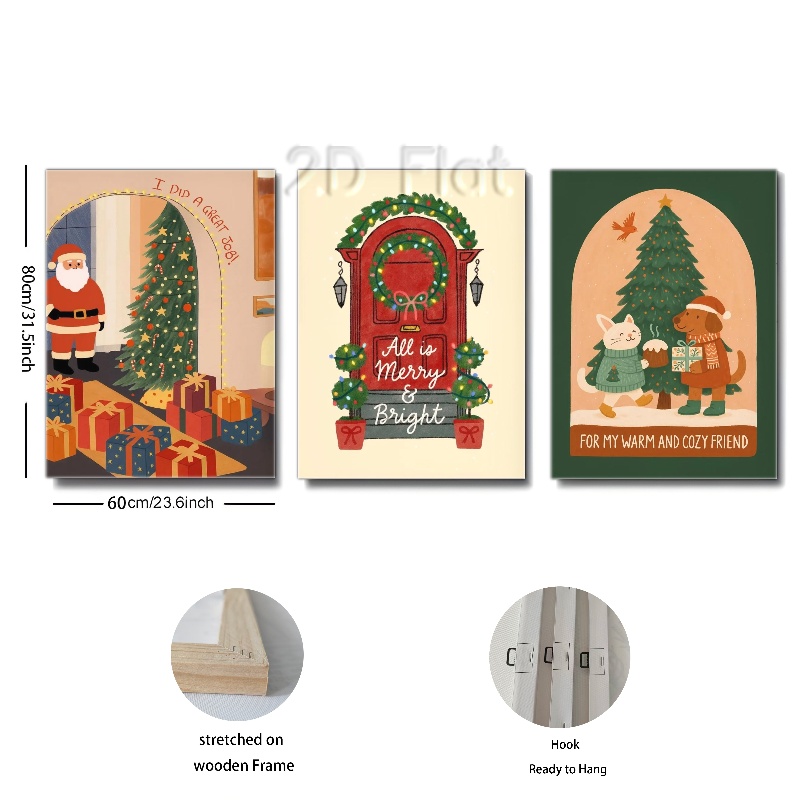 2D Flat
I DID A GREAT JOB!
All is
Merry
&
Bright
FOR MY WARM AND COZY FRIEND
80cm/31.5inch
60cm/23.6inch
stretched on
wooden Frame
Hook
Ready to Hang